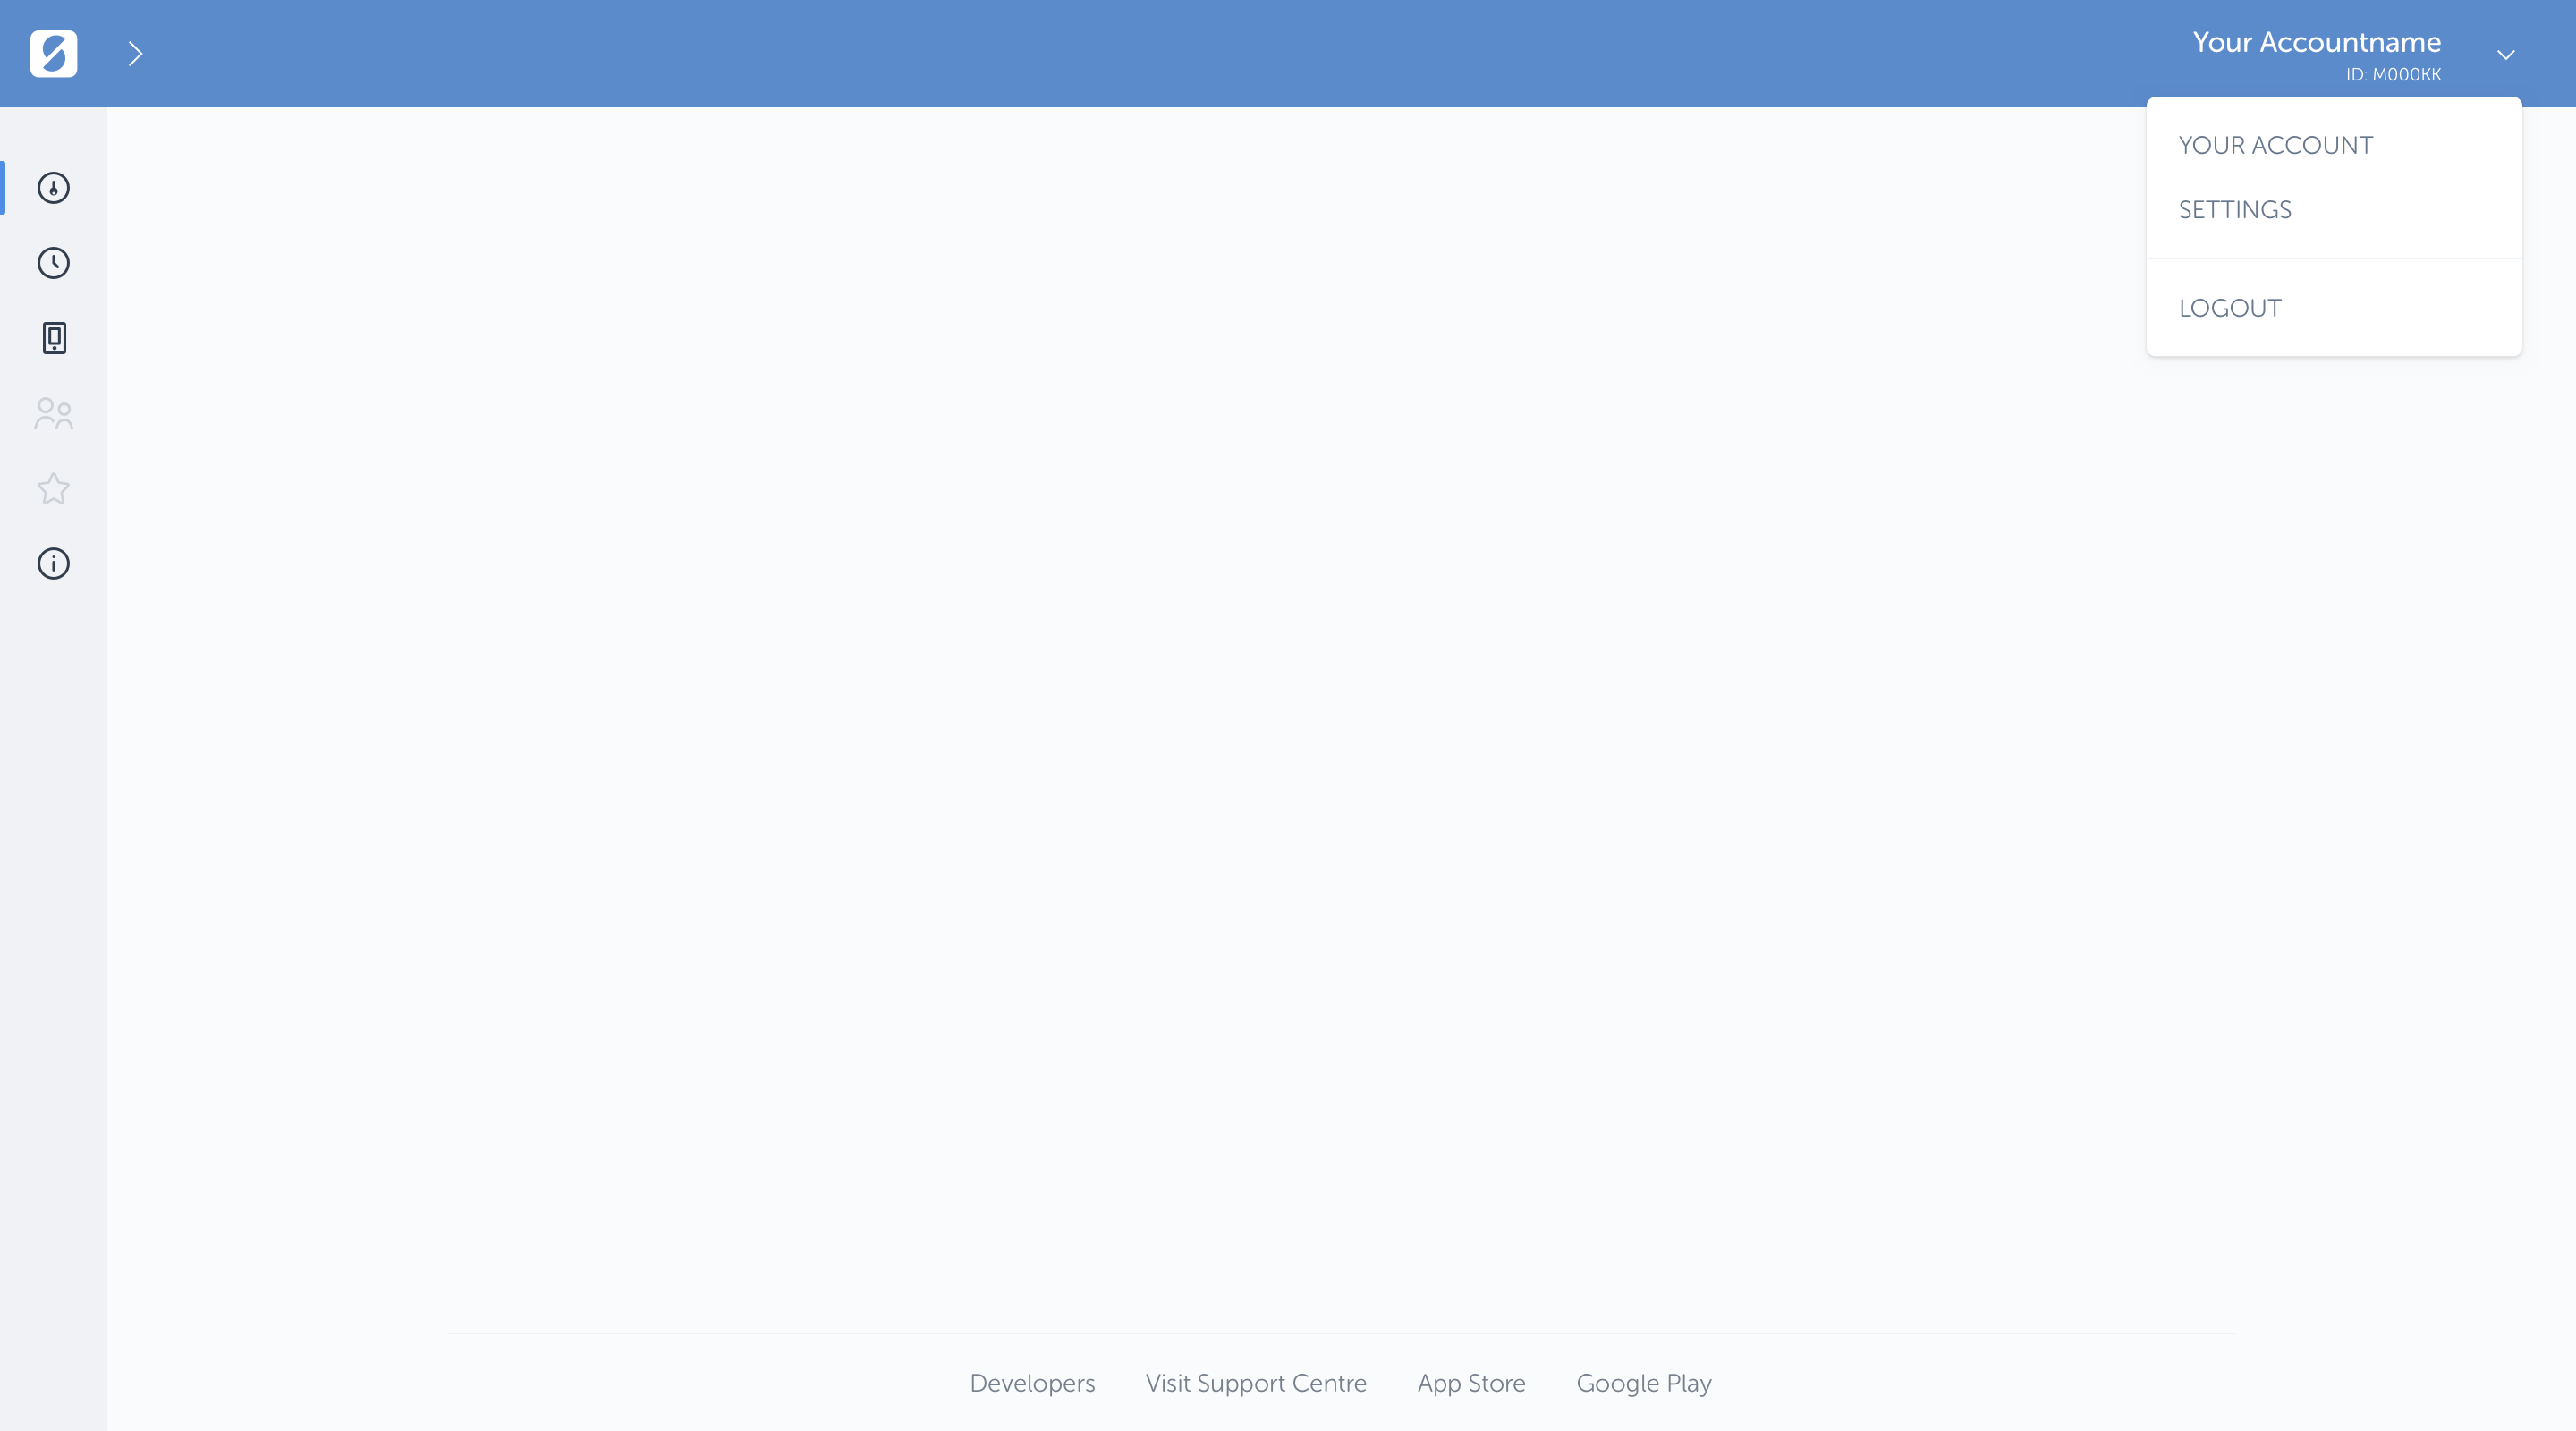 Your Accountname
ID: M000KK
YOUR ACCOUNT
SETTINGS
LOGOUT
Developers
Visit Support Centre
App Store
Google Play